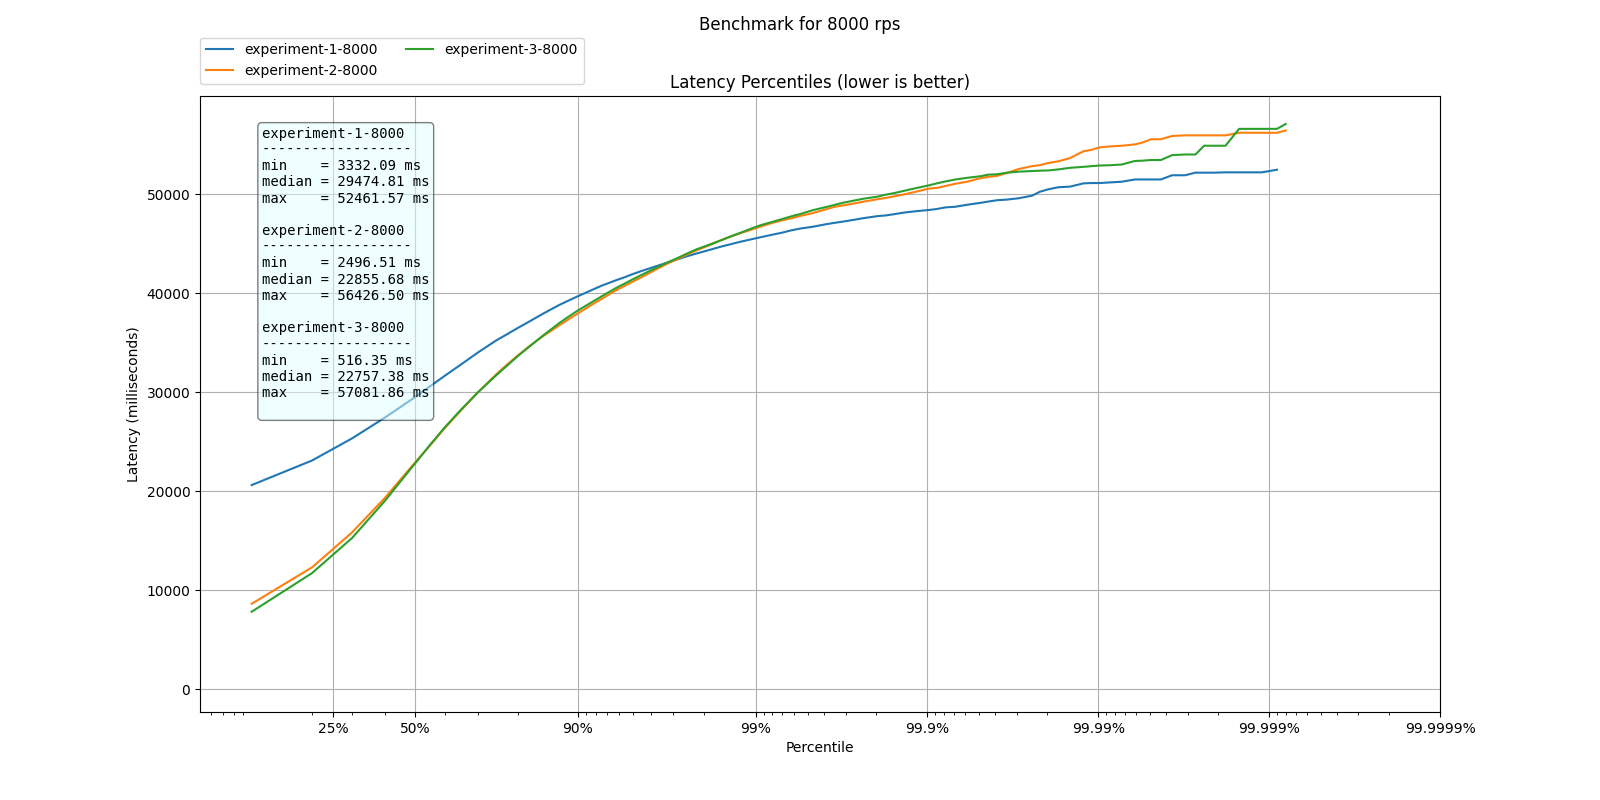 Benchmark for 8000 rps
experiment-1-8000
experiment-2-8000
experiment-3-8000
Latency Percentiles (lower is better)
experiment-1-8000
------------------
min    = 3332.09 ms
median = 29474.81 ms
max    = 52461.57 ms
experiment-2-8000
------------------
min    = 2496.51 ms
median = 22855.68 ms
max    = 56426.50 ms
experiment-3-8000
------------------
min    = 516.35 ms
median = 22757.38 ms
max    = 57081.86 ms
Latency (milliseconds)
50000
40000
30000
20000
10000
0
25% 50% 90% 99% 99.9% 99.99% 99.999% 99.9999%
Percentile